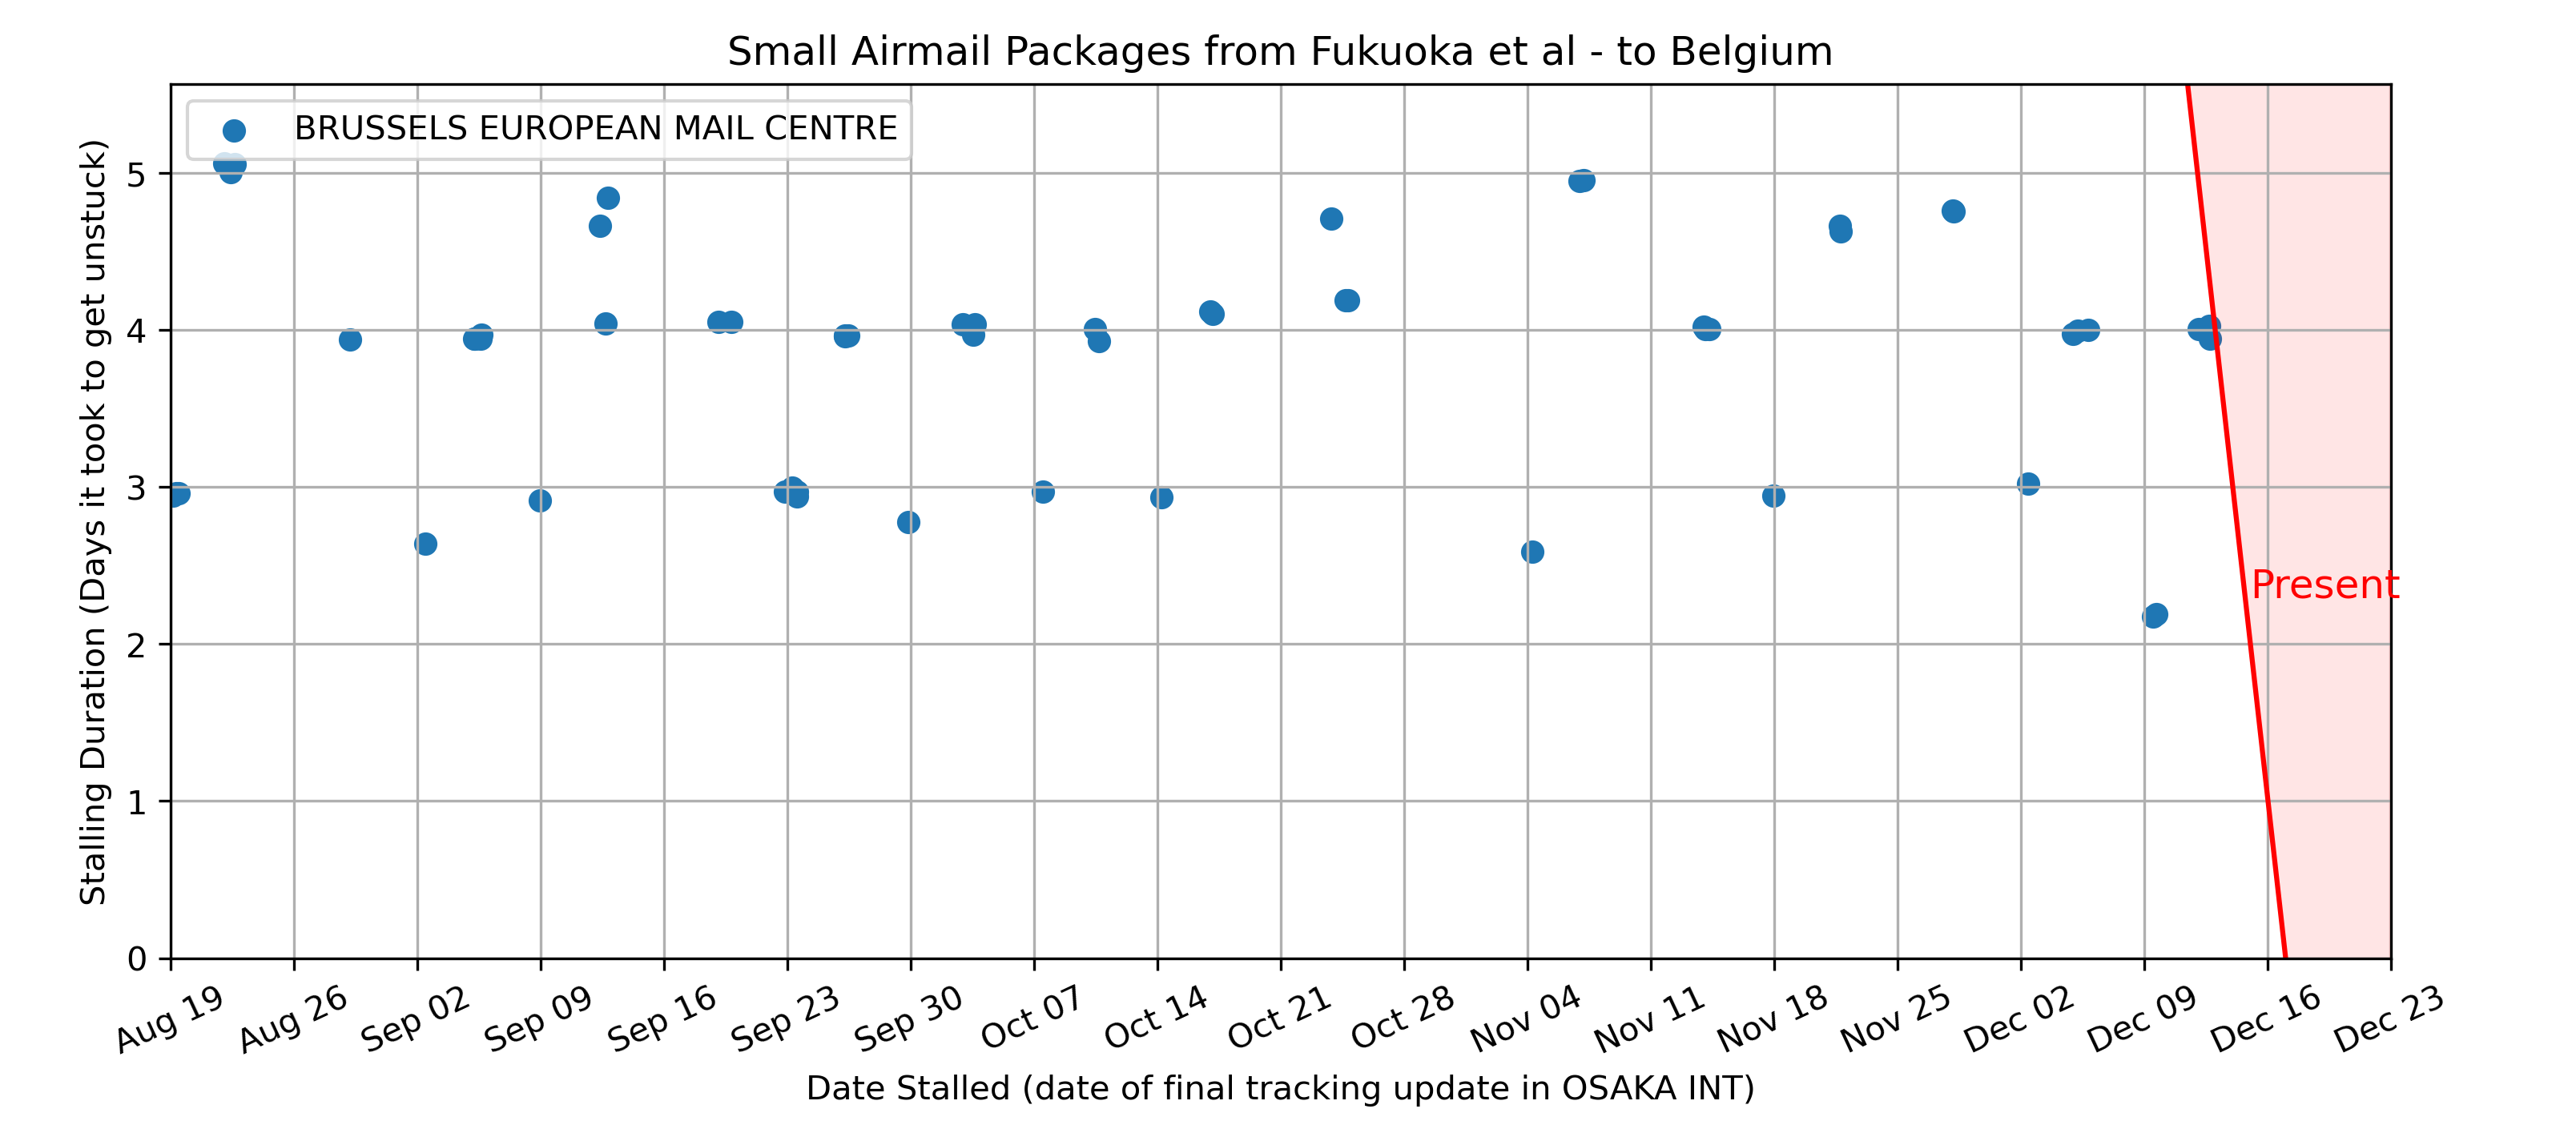 Small Airmail Packages from Fukuoka et al - to Belgium
BRUSSELS EUROPEAN MAIL CENTRE
Stalling Duration (Days it took to get unstuck)
5
4
3
2
1
0
Present
Aug 19
Aug 26
Sep 02
Sep 09
Sep 16
Sep 23
Sep 30
Oct 07
Oct 14
Oct 21
Oct 28
Nov 04
Nov 11
Nov 18
Nov 25
Dec 02
Dec 09
Dec 16
Dec 23
Date Stalled (date of final tracking update in OSAKA INT)